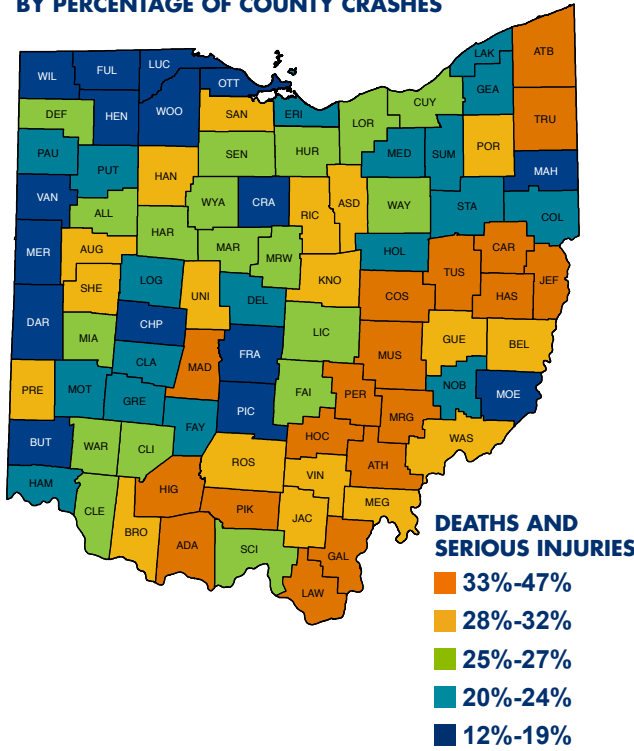 BY PERCENTAGE OF COUNTY CRASHES
WIL FUL LUC OTT LAK ATB
DEF HEN WOO SAN ERI LOR CUY GEA TRU
PAU PUT HAN SEN HUR MED SUM POR MAH
VAN ALL HAR WYA CRA RIC ASD WAY STA COL
MER AUG MAR MRW HOL TUS CAR JEF
SHE LOG UNI DEL KNO COS HAS
DAR MIA CHP CLA MAD FRA LIC MUS GUE BEL
PRE MOT GRE FAY PIC FAI PER MRG NOB MOE
BUT WAR CLI ROS HOC ATH WAS
HAM CLE BRO HIG PIK VIN MEG
ADA SCI JAC GAL
LAW
DEATHS AND
SERIOUS INJURIES
33%-47%
28%-32%
25%-27%
20%-24%
12%-19%